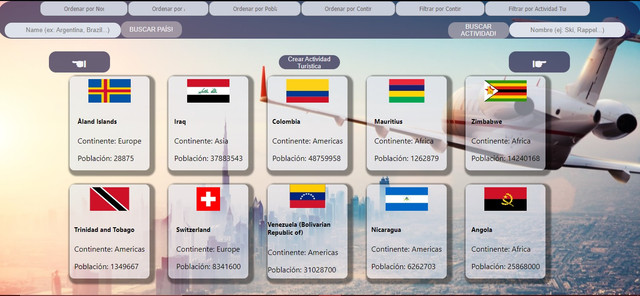 Ordenar por Nor
Ordenar por
Ordenar por Pobla
Ordenar por Contir
Filtrar por Contir
Filtrar por Actividad Tu
Name (ex: Argentina, Brazil...)
BUSCAR PAÍS!
BUSCAR
ACTIVIDAD!
Nombre (ej: Ski, Rappel...)
Crear Actividad
Turística
Åland Islands
Continente: Europe
Población: 28875
Iraq
Continente: Asia
Población: 37883543
Colombia
Continente: Americas
Población: 48759958
Mauritius
Continente: Africa
Población: 1262879
Zimbabwe
Continente: Africa
Población: 14240168
Trinidad and Tobago
Continente: Americas
Población: 1349667
Switzerland
Continente: Europe
Población: 8341600
Venezuela (Bolivarian
Republic of)
Continente: Americas
Población: 31028700
Nicaragua
Continente: Americas
Población: 6262703
Angola
Continente: Africa
Población: 25868000